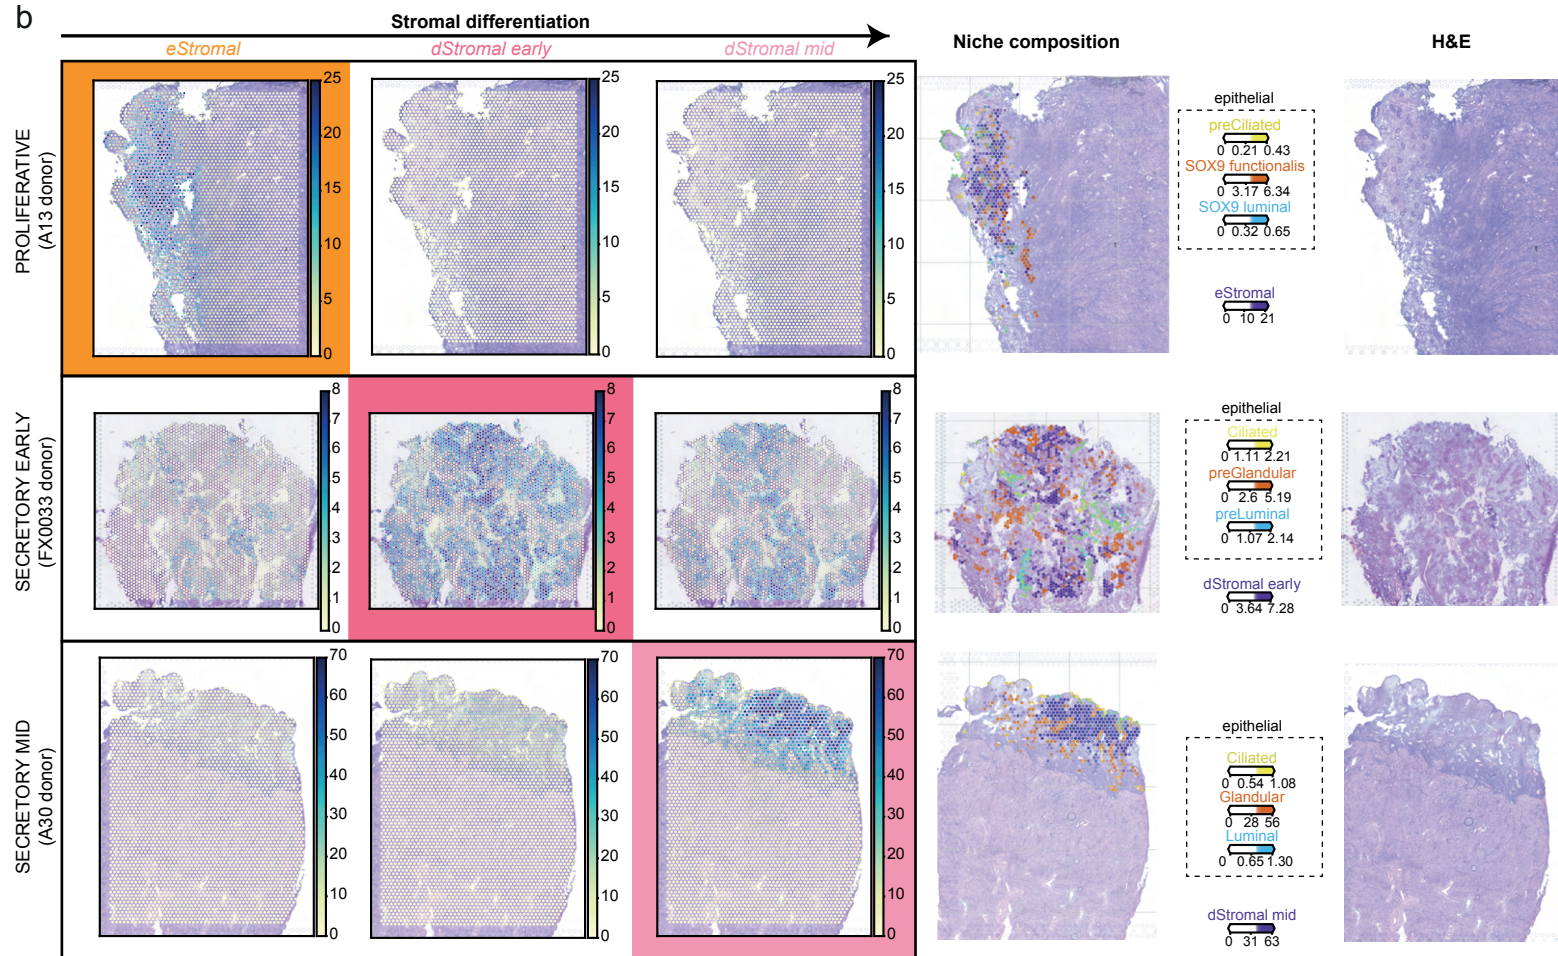 b
Stromal differentiation
eStromal
dStromal early
dStromal mid
Niche composition
H&E
PROLIFERATIVE
(A13 donor)
25
20
15
10
5
0
25
20
15
10
5
0
25
20
15
10
5
0
epithelial
preCiliated
0 0.21 0.43
SOX9 functionalis
0 3.17 6.34
SOX9 luminal
0 0.32 0.65
eStromal
0 10 21
SECRETORY EARLY
(FX0033 donor)
8
7
6
5
4
3
2
1
0
8
7
6
5
4
3
2
1
0
8
7
6
5
4
3
2
1
0
epithelial
Ciliated
0 1.11 2.21
preGlandular
0 2.6 5.19
preLuminal
0 1.07 2.14
dStromal early
0 3.64 7.28
SECRETORY MID
(A30 donor)
70
60
50
40
30
20
10
0
70
60
50
40
30
20
10
0
70
60
50
40
30
20
10
0
epithelial
Ciliated
0 0.54 1.08
Glandular
0 28 56
Luminal
0 0.65 1.30
dStromal mid
0 31 63